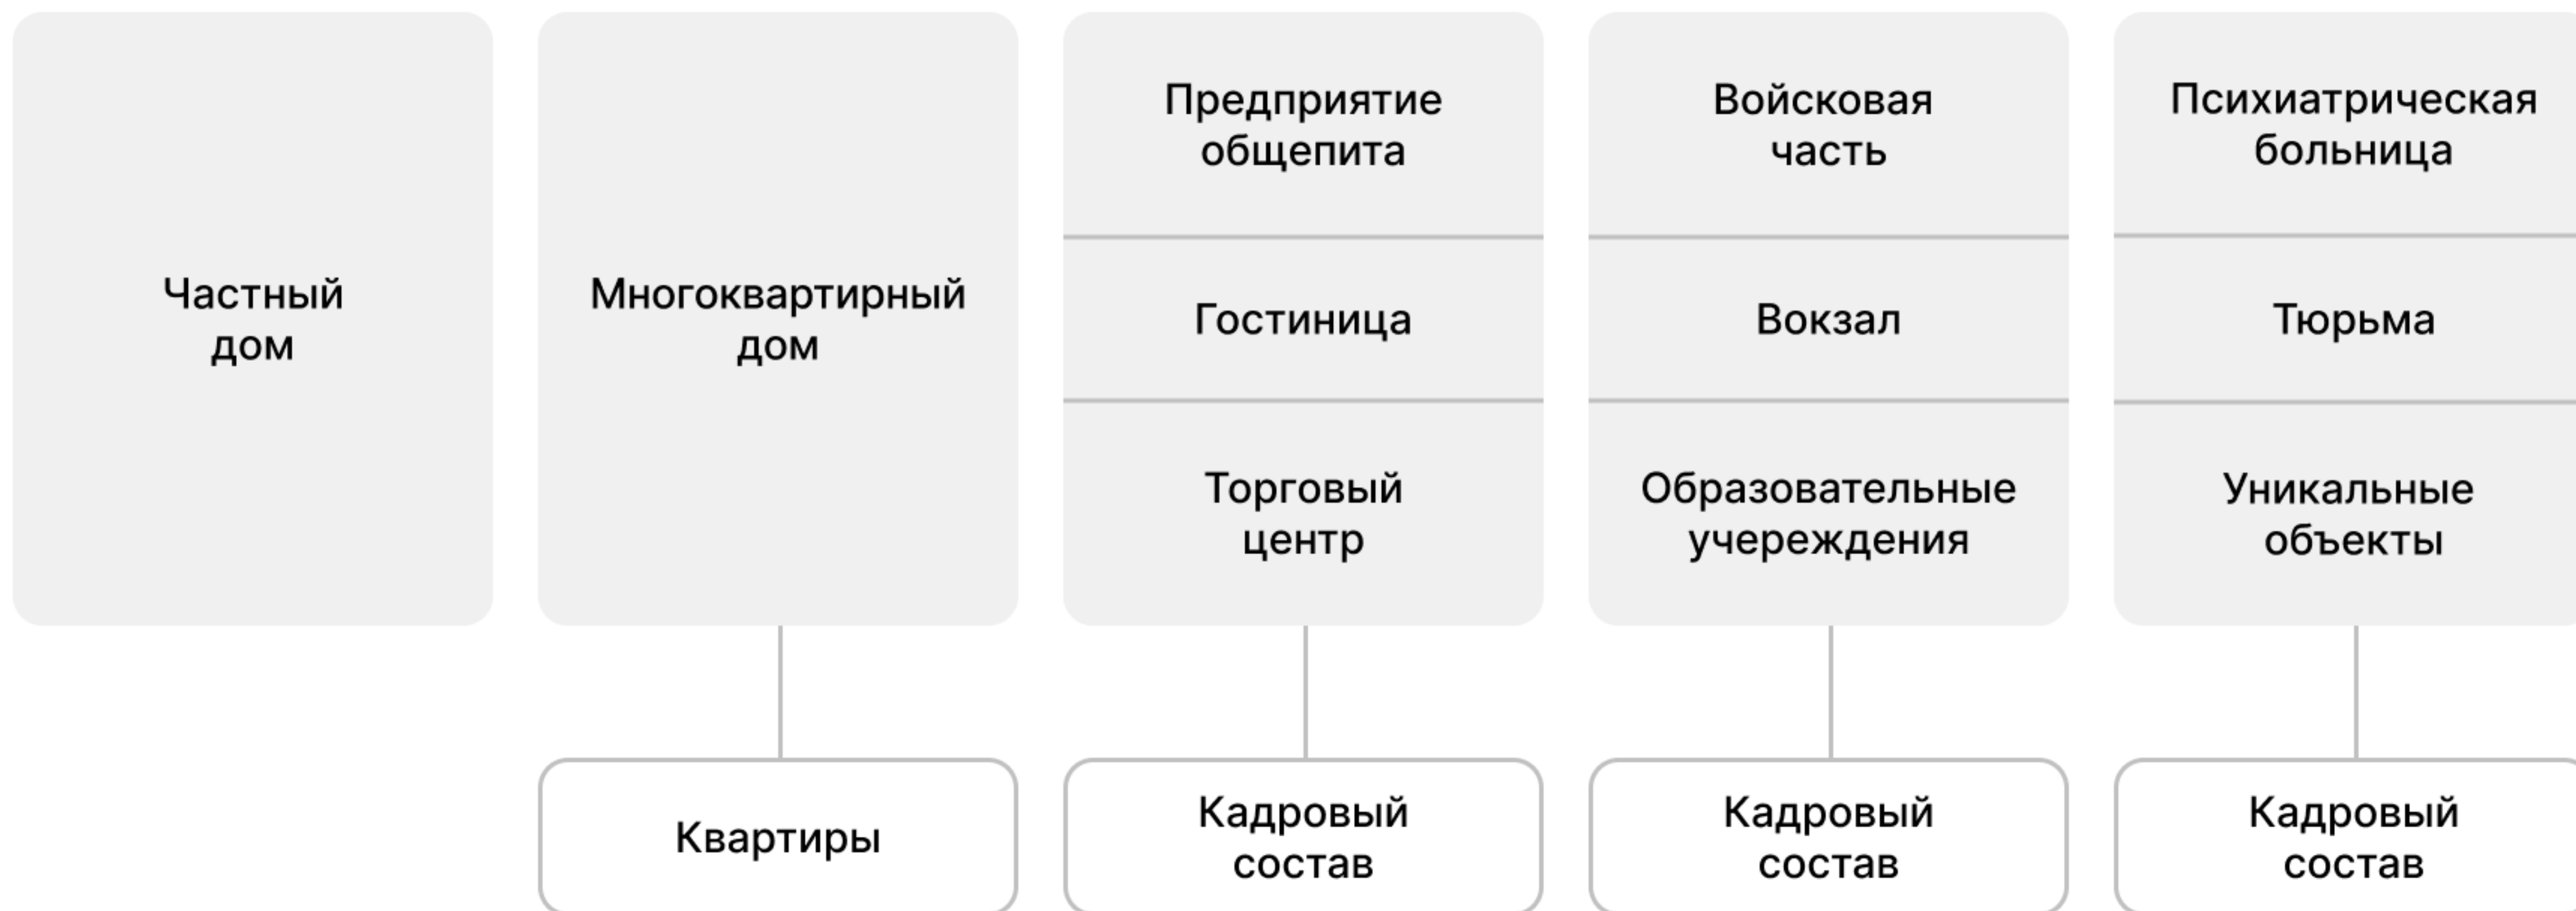 Частный
дом
Многоквартирный
дом
Предприятие
общепита
Гостиница
Торговый
центр
Войсковая
часть
Вокзал
Образовательные
учереждения
Психиатрическая
больница
Тюрьма
Уникальные
объекты
Квартиры
Кадровый
состав
Кадровый
состав
Кадровый
состав